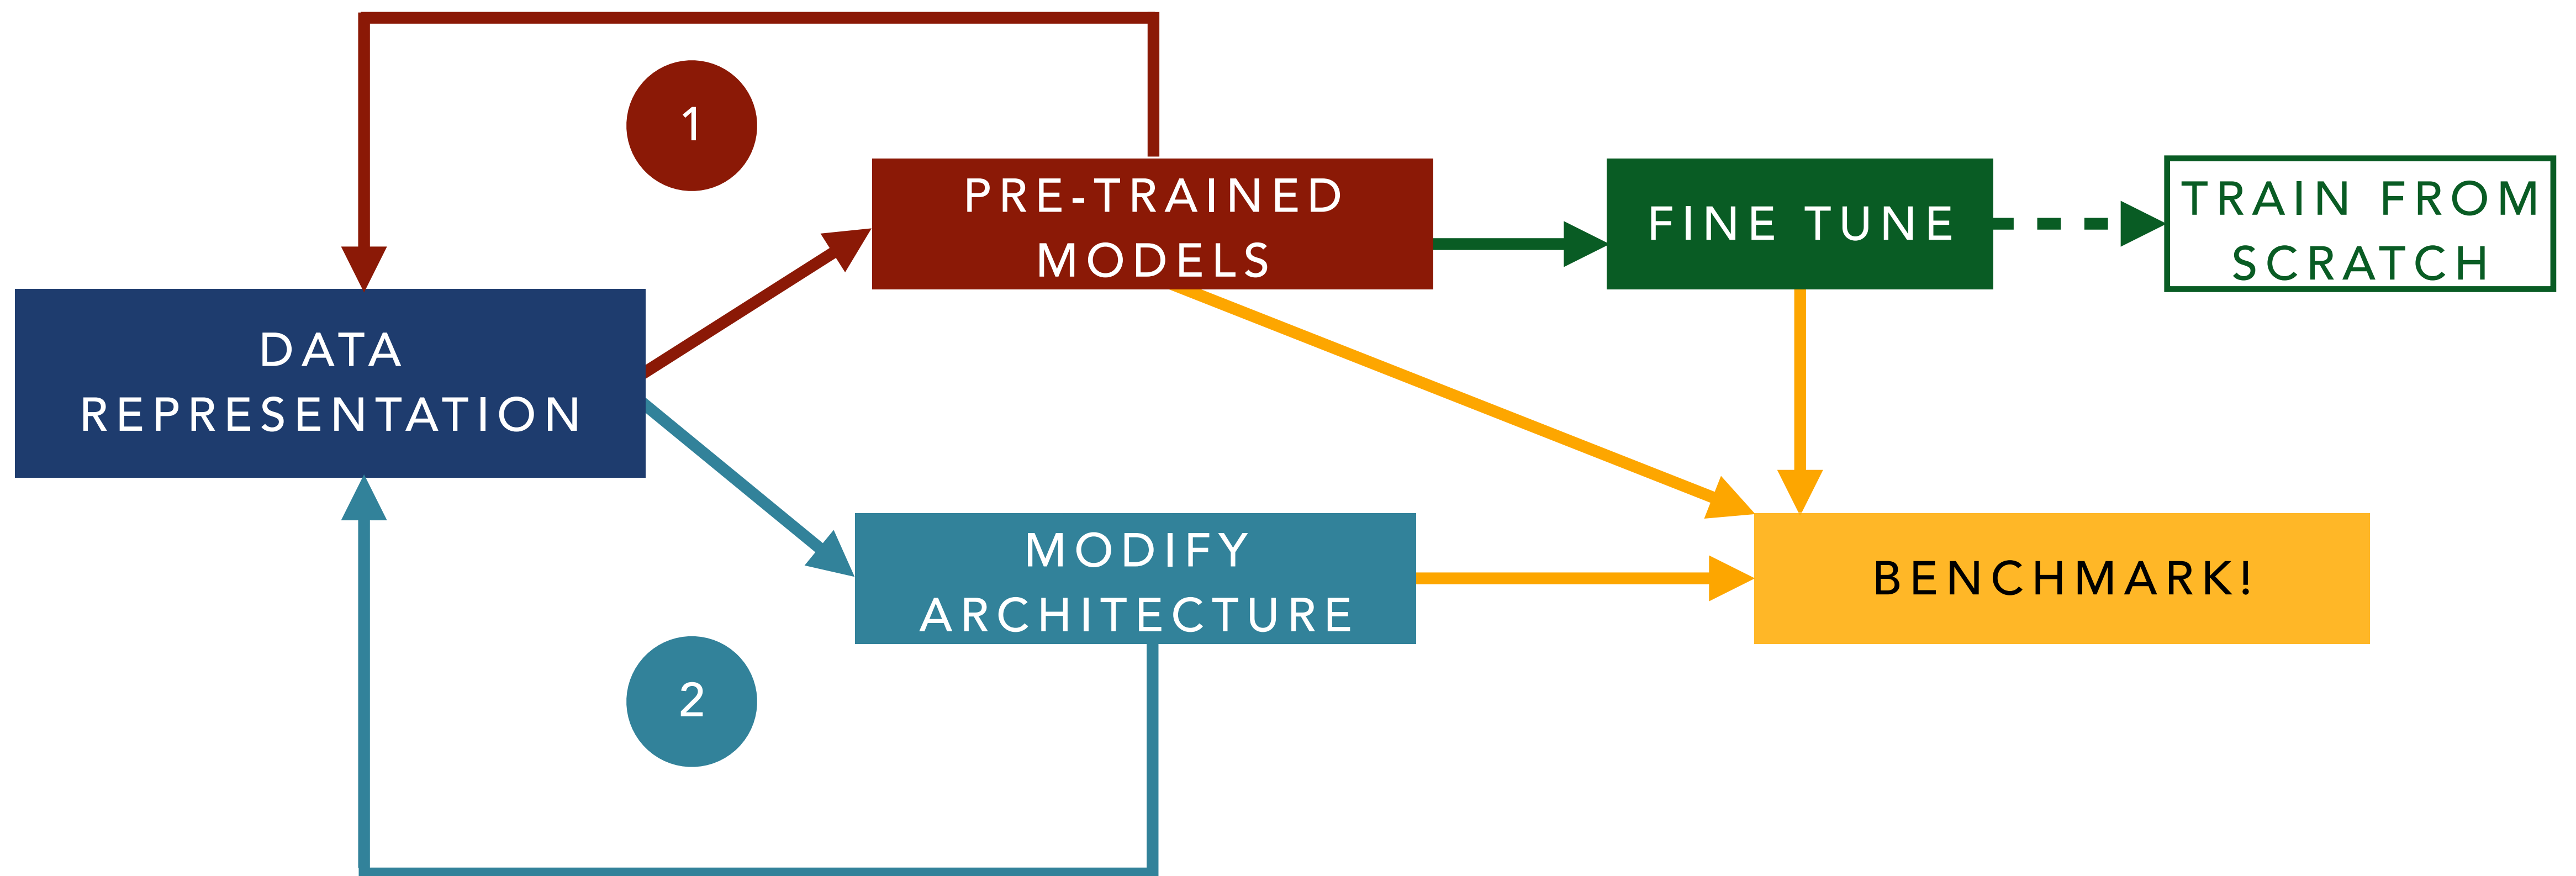 1
PRE-TRAINED
MODELS
FINE TUNE
TRAIN FROM
SCRATCH
DATA
REPRESENTATION
MODIFY
ARCHITECTURE
BENCHMARK!
2